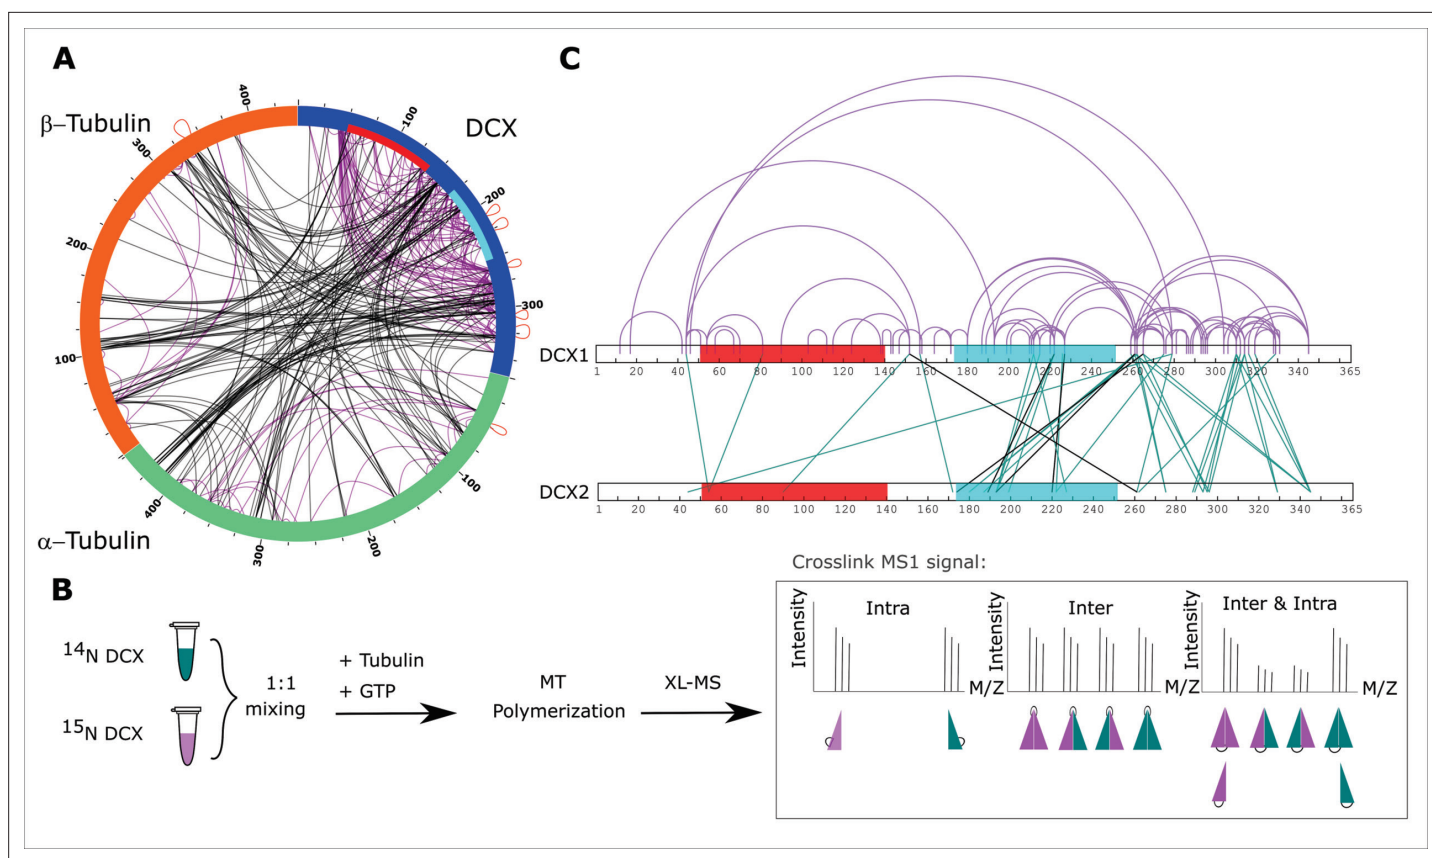 A
β–Tubulin
DCX
α–Tubulin
400
100
200
300
300
200
100
400
300
200
100
C
DCX1
1 20 40 60 80 100 120 140 160 180 200 220 240 260 280 300 320 340 365
DCX2
1 20 40 60 80 100 120 140 160 180 200 220 240 260 280 300 320 340 365
B
14N DCX
15N DCX
1:1
mixing
+ Tubulin
+ GTP
MT
Polymerization
XL-MS
Crosslink MS1 signal:
Intensity
Intra
M/Z
Intensity
Inter
M/Z
Intensity
Inter & Intra
M/Z